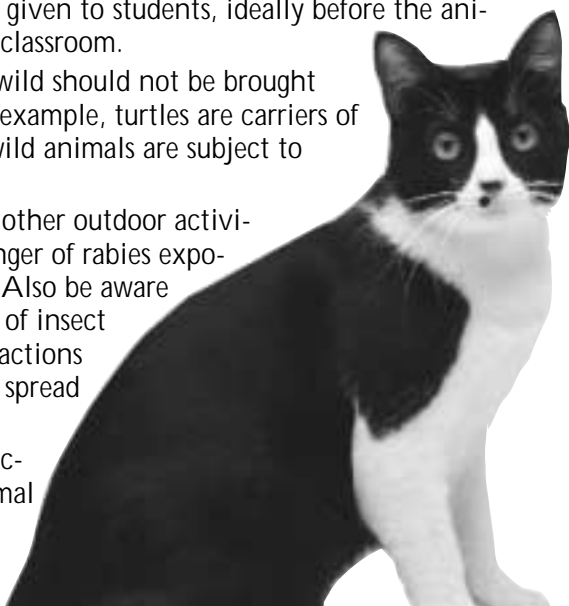 given to students, ideally before the ani-
classroom.
wild should not be brought
example, turtles are carriers of
wild animals are subject to
other outdoor activi-
nger of rabies expo-
Also be aware
of insect
actions
spread
c-
mal